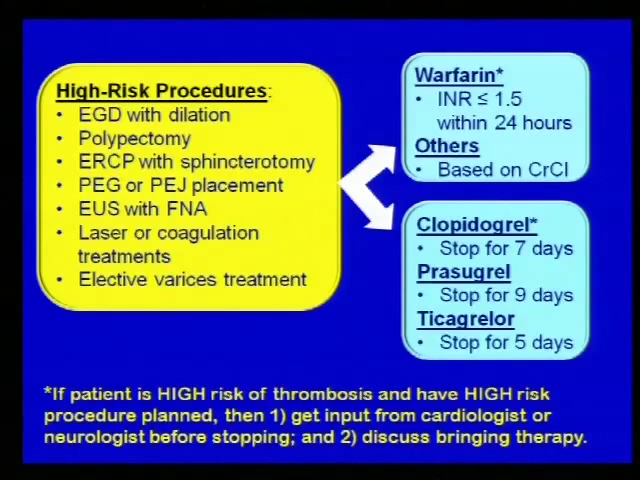 High-Risk Procedures:
• EGD with dilation
• Polypectomy
• ERCP with sphincterotomy
• PEG or PEJ placement
• EUS with FNA
• Laser or coagulation
treatments
• Elective varices treatment
Warfarin*
• INR ≤ 1.5
within 24 hours
Others
• Based on CrCl
Clopidogrel*
• Stop for 7 days
Prasugrel
• Stop for 9 days
Ticagrelor
• Stop for 5 days
*If patient is HIGH risk of thrombosis and have HIGH risk
procedure planned, then 1) get input from cardiologist or
neurologist before stopping; and 2) discuss bringing therapy.